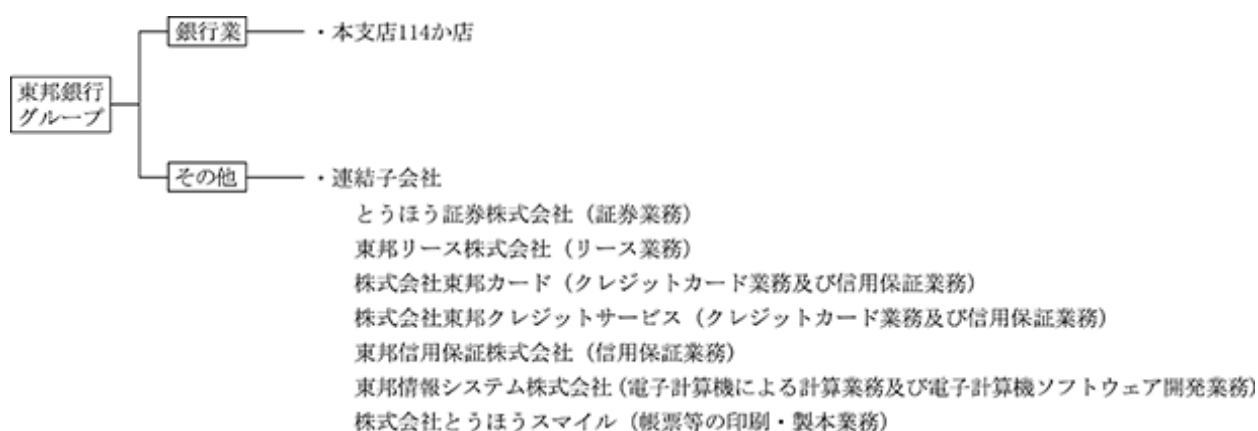 銀行業
・本支店114か店
東邦銀行
グループ
その他
・連結子会社
とうほう証券株式会社（証券業務）
東邦リース株式会社（リース業務）
株式会社東邦カード（クレジットカード業務及び信用保証業務）
株式会社東邦クレジットサービス（クレジットカード業務及び信用保証業務）
東邦信用保証株式会社（信用保証業務）
東邦情報システム株式会社（電子計算機による計算業務及び電子計算機ソフトウェア開発業務）
株式会社とうほうスマイル（帳票等の印刷・製本業務）